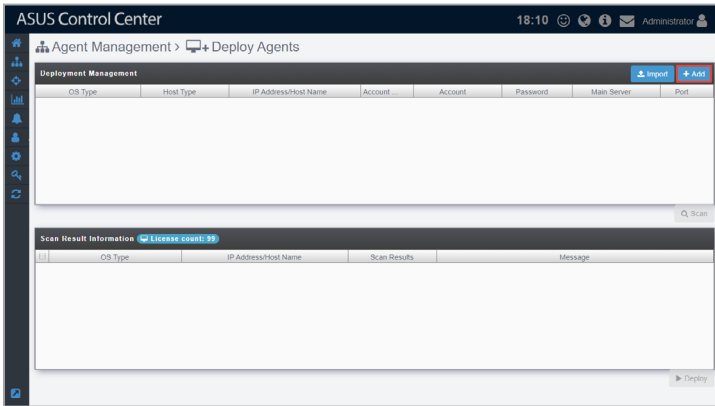 ASUS Control Center 18:10 Administrator
Agent Management > Deploy Agents
Deployment Management Import Add
OS Type Host Type IP Address/Host Name Account ... Account Password Main Server Port
Scan
Scan Result Information License count: 99
OS Type IP Address/Host Name Scan Results Message
Deploy